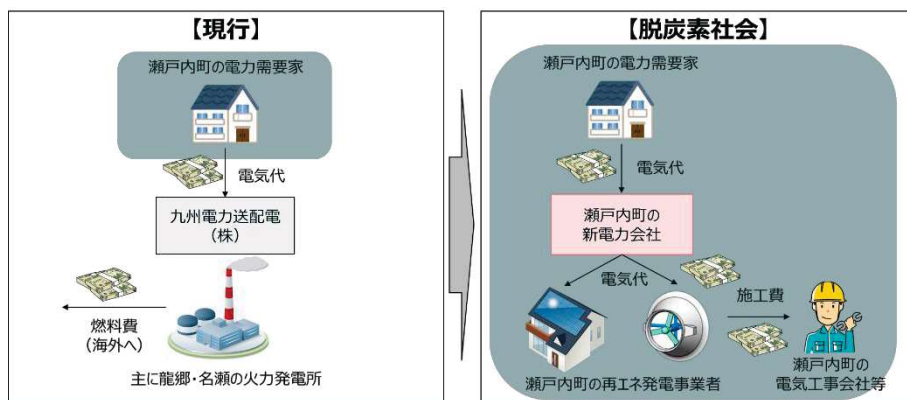 【現行】
瀬戸内町の電力需要家
電気代
九州電力送配電
（株）
燃料費
（海外へ）
主に龍郷・名瀬の火力発電所
【脱炭素社会】
瀬戸内町の電力需要家
電気代
瀬戸内町の
新電力会社
電気代
施工費
瀬戸内町の再エネ発電事業者
瀬戸内町の
電気工事会社等